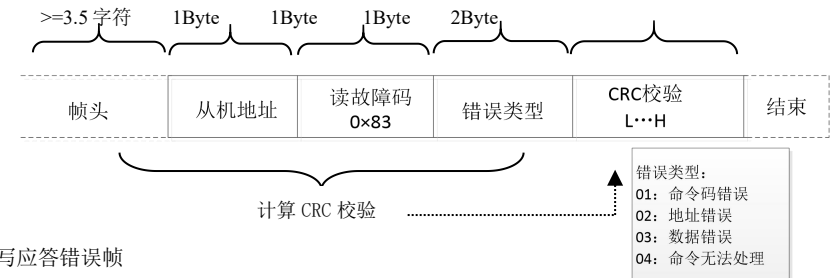 >=3.5 字符 1Byte 1Byte 1Byte 2Byte
帧头 从机地址 读故障码 0×83 错误类型 CRC校验 L…H 结束
计算 CRC 校验
错误类型：
01：命令码错误
02：地址错误
03：数据错误
04：命令无法处理
写应答错误帧